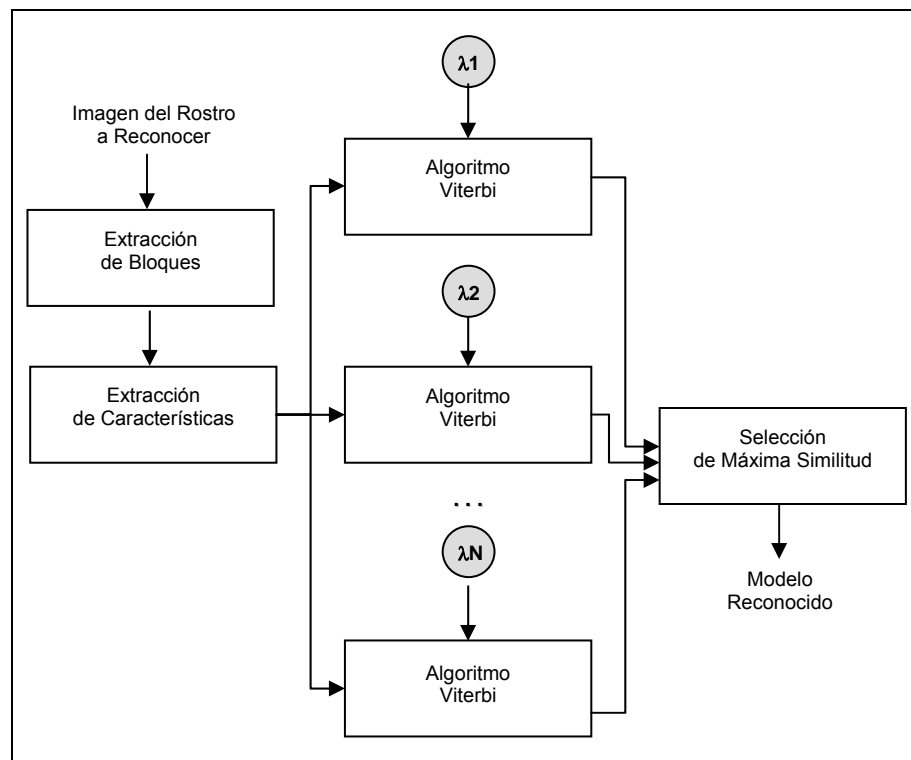 λ1
Imagen del Rostro
a Reconocer
Algoritmo
Viterbi
Extracción
de Bloques
λ2
Extracción
de Características
Algoritmo
Viterbi
Selección
de Máxima Similitud
...
λN
Modelo
Reconocido
Algoritmo
Viterbi